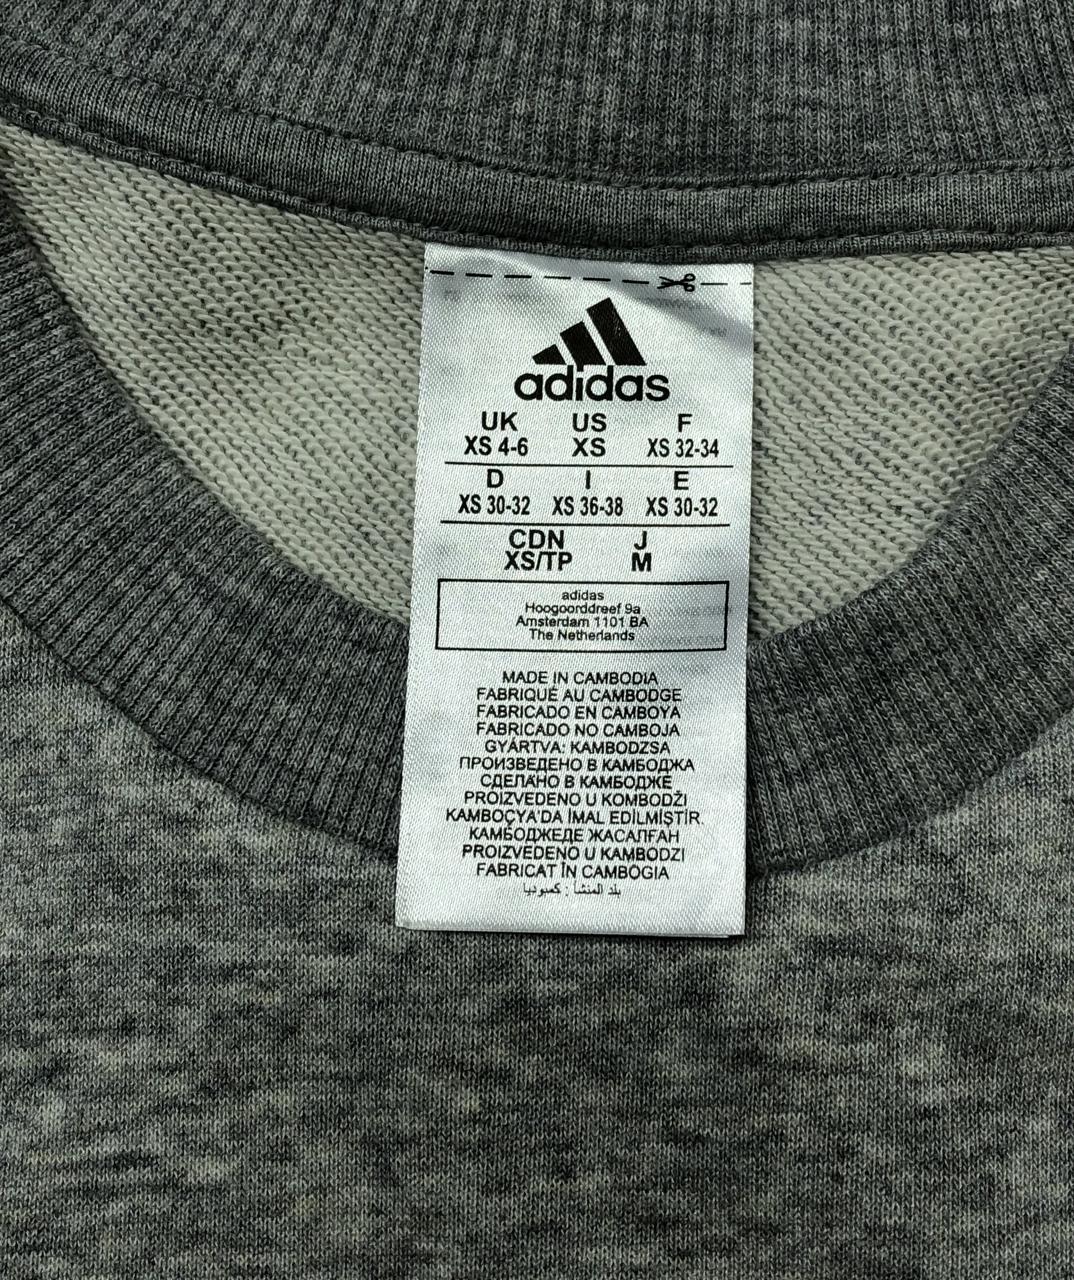 adidas
UK US F
XS 4-6 XS XS 32-34
D I E
XS 30-32 XS 36-38 XS 30-32
CDN J
XS/TP M
adidas
Hoogoorddreef 9a
Amsterdam 1101 BA
The Netherlands
MADE IN CAMBODIA
FABRIQUÉ AU CAMBODGE
FABRICADO EN CAMBOYA
FABRICADO NO CAMBOJA
GYÁRTVA: KAMBODZSA
ПРОИЗВЕДЕНО В КАМБОДЖА
СДЕЛАНО В КАМБОДЖЕ
PROIZVEDENO U KOMBODŽI
KAMBOÇYA'DA İMAL EDİLMİŞTİR.
КАМБОДЖЕДЕ ЖАСАЛҒАН
PROIZVEDENO U KAMBODZI
FABRICAT ÎN CAMBOGIA
بلد المنشأ : كمبوديا